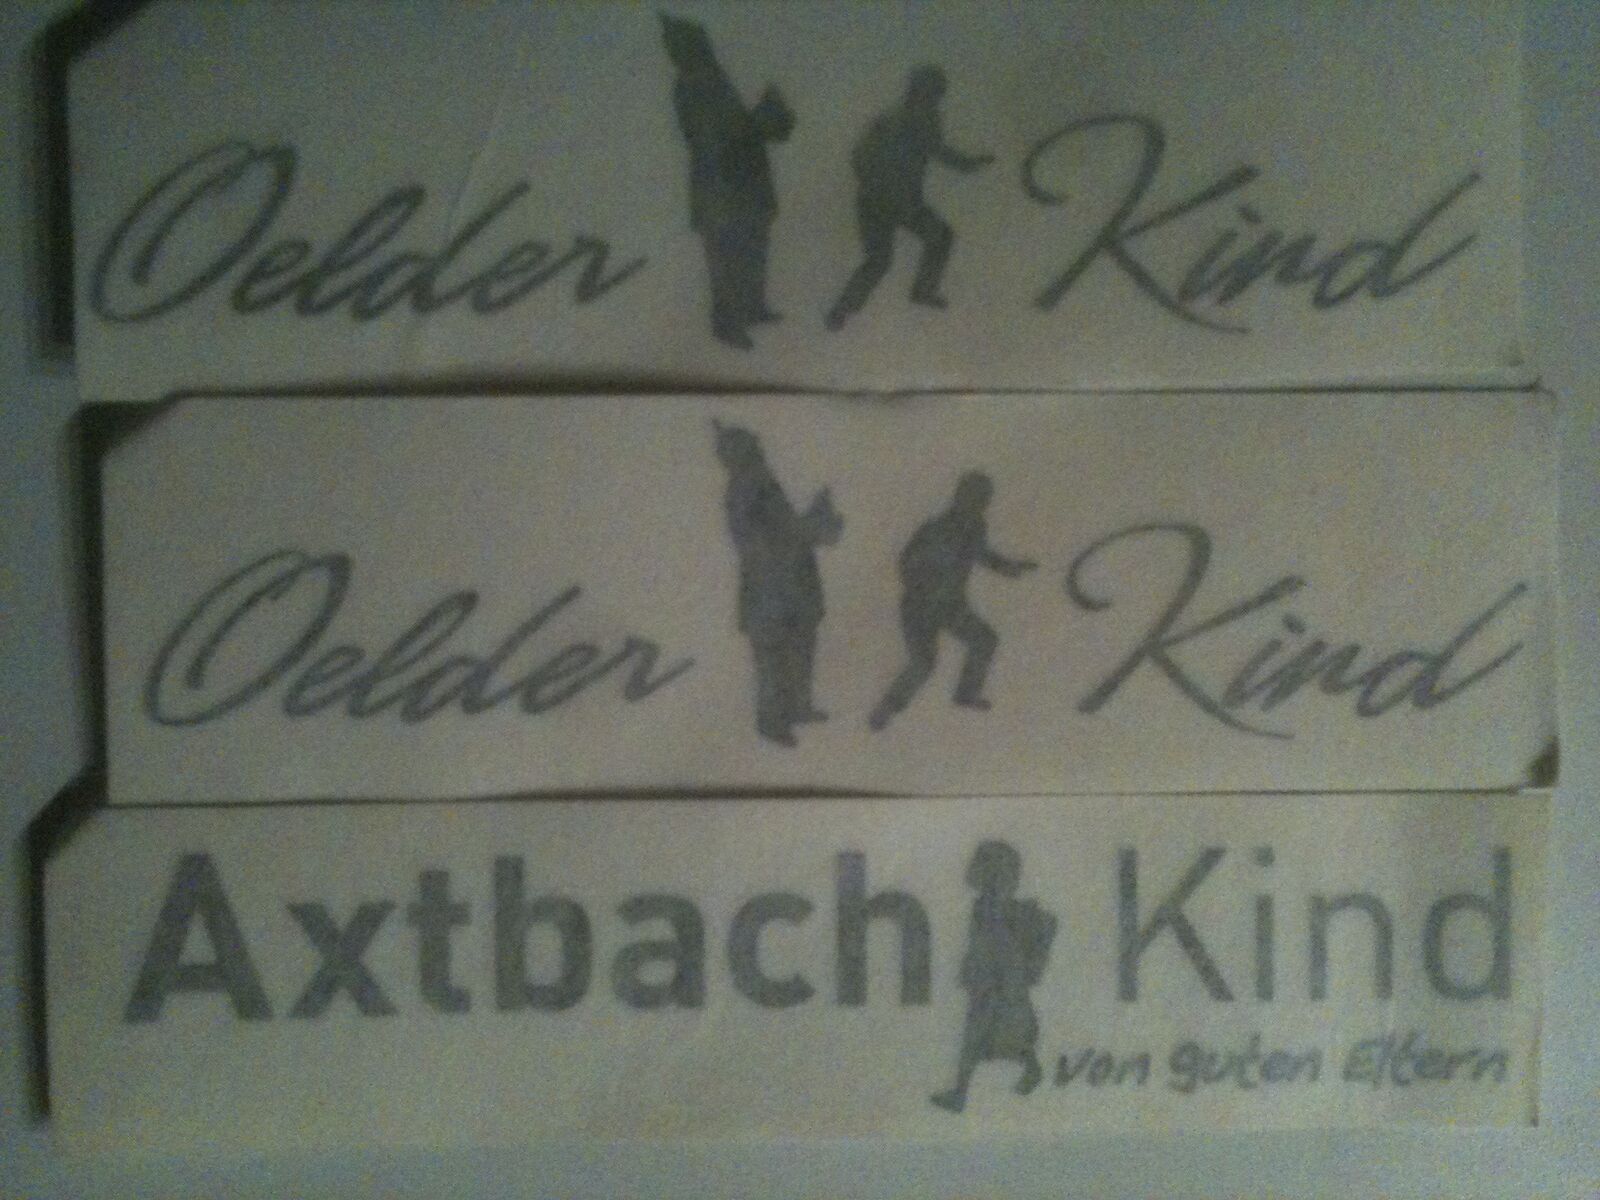 Oelder Kind
Oelder Kind
Axtbach Kind
von guten Eltern